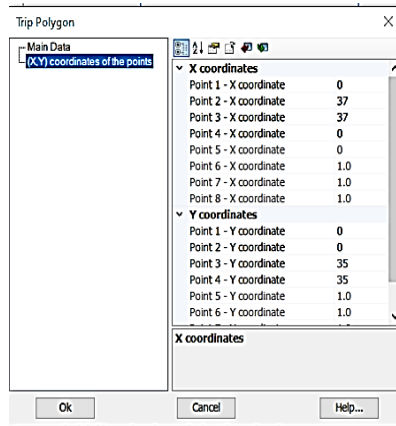 Trip Polygon
Main Data
(X,Y) coordinates of the points
X coordinates
Point 1 - X coordinate 0
Point 2 - X coordinate 37
Point 3 - X coordinate 37
Point 4 - X coordinate 0
Point 5 - X coordinate 0
Point 6 - X coordinate 1.0
Point 7 - X coordinate 1.0
Point 8 - X coordinate 1.0
Y coordinates
Point 1 - Y coordinate 0
Point 2 - Y coordinate 0
Point 3 - Y coordinate 35
Point 4 - Y coordinate 35
Point 5 - Y coordinate 1.0
Point 6 - Y coordinate 1.0
X coordinates
Ok Cancel Help...